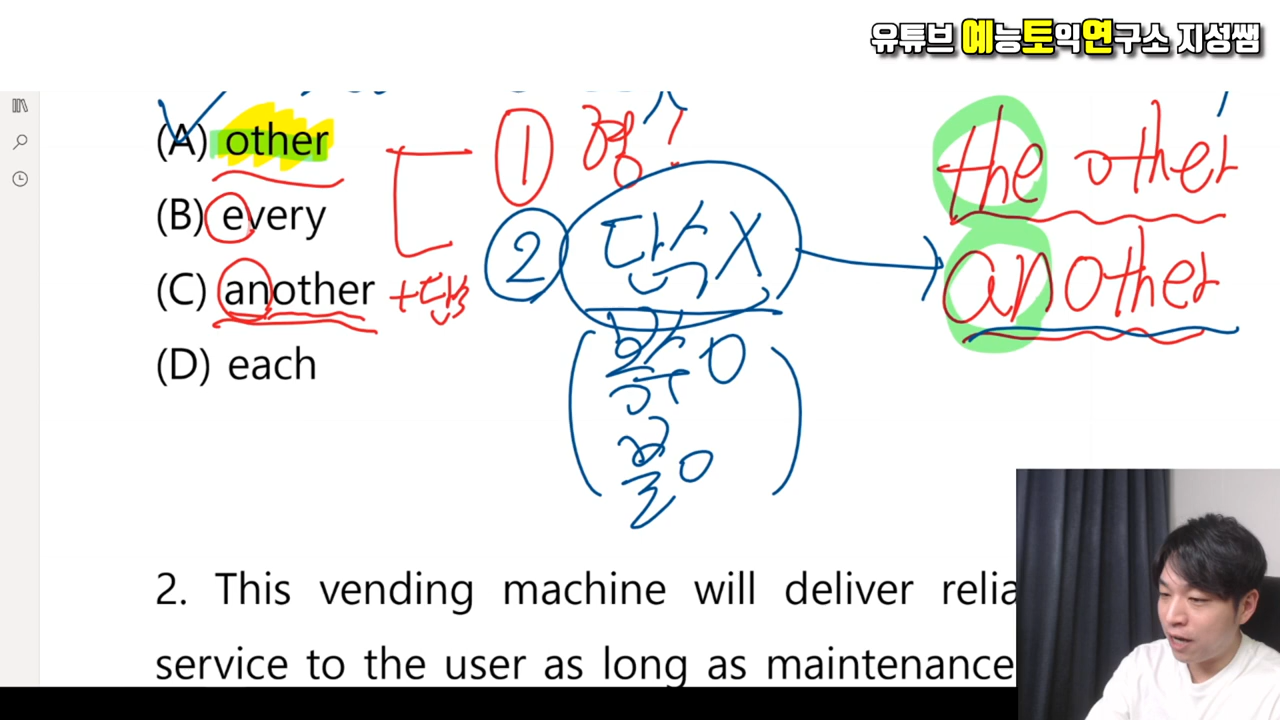 유튜브 예능토익연구소 지성쌤
(A) other
(B) every
(C) another
(D) each
① 형
② 단수X
+단수
복수 O
불 O
the other
another
2. This vending machine will deliver relia
service to the user as long as maintenance